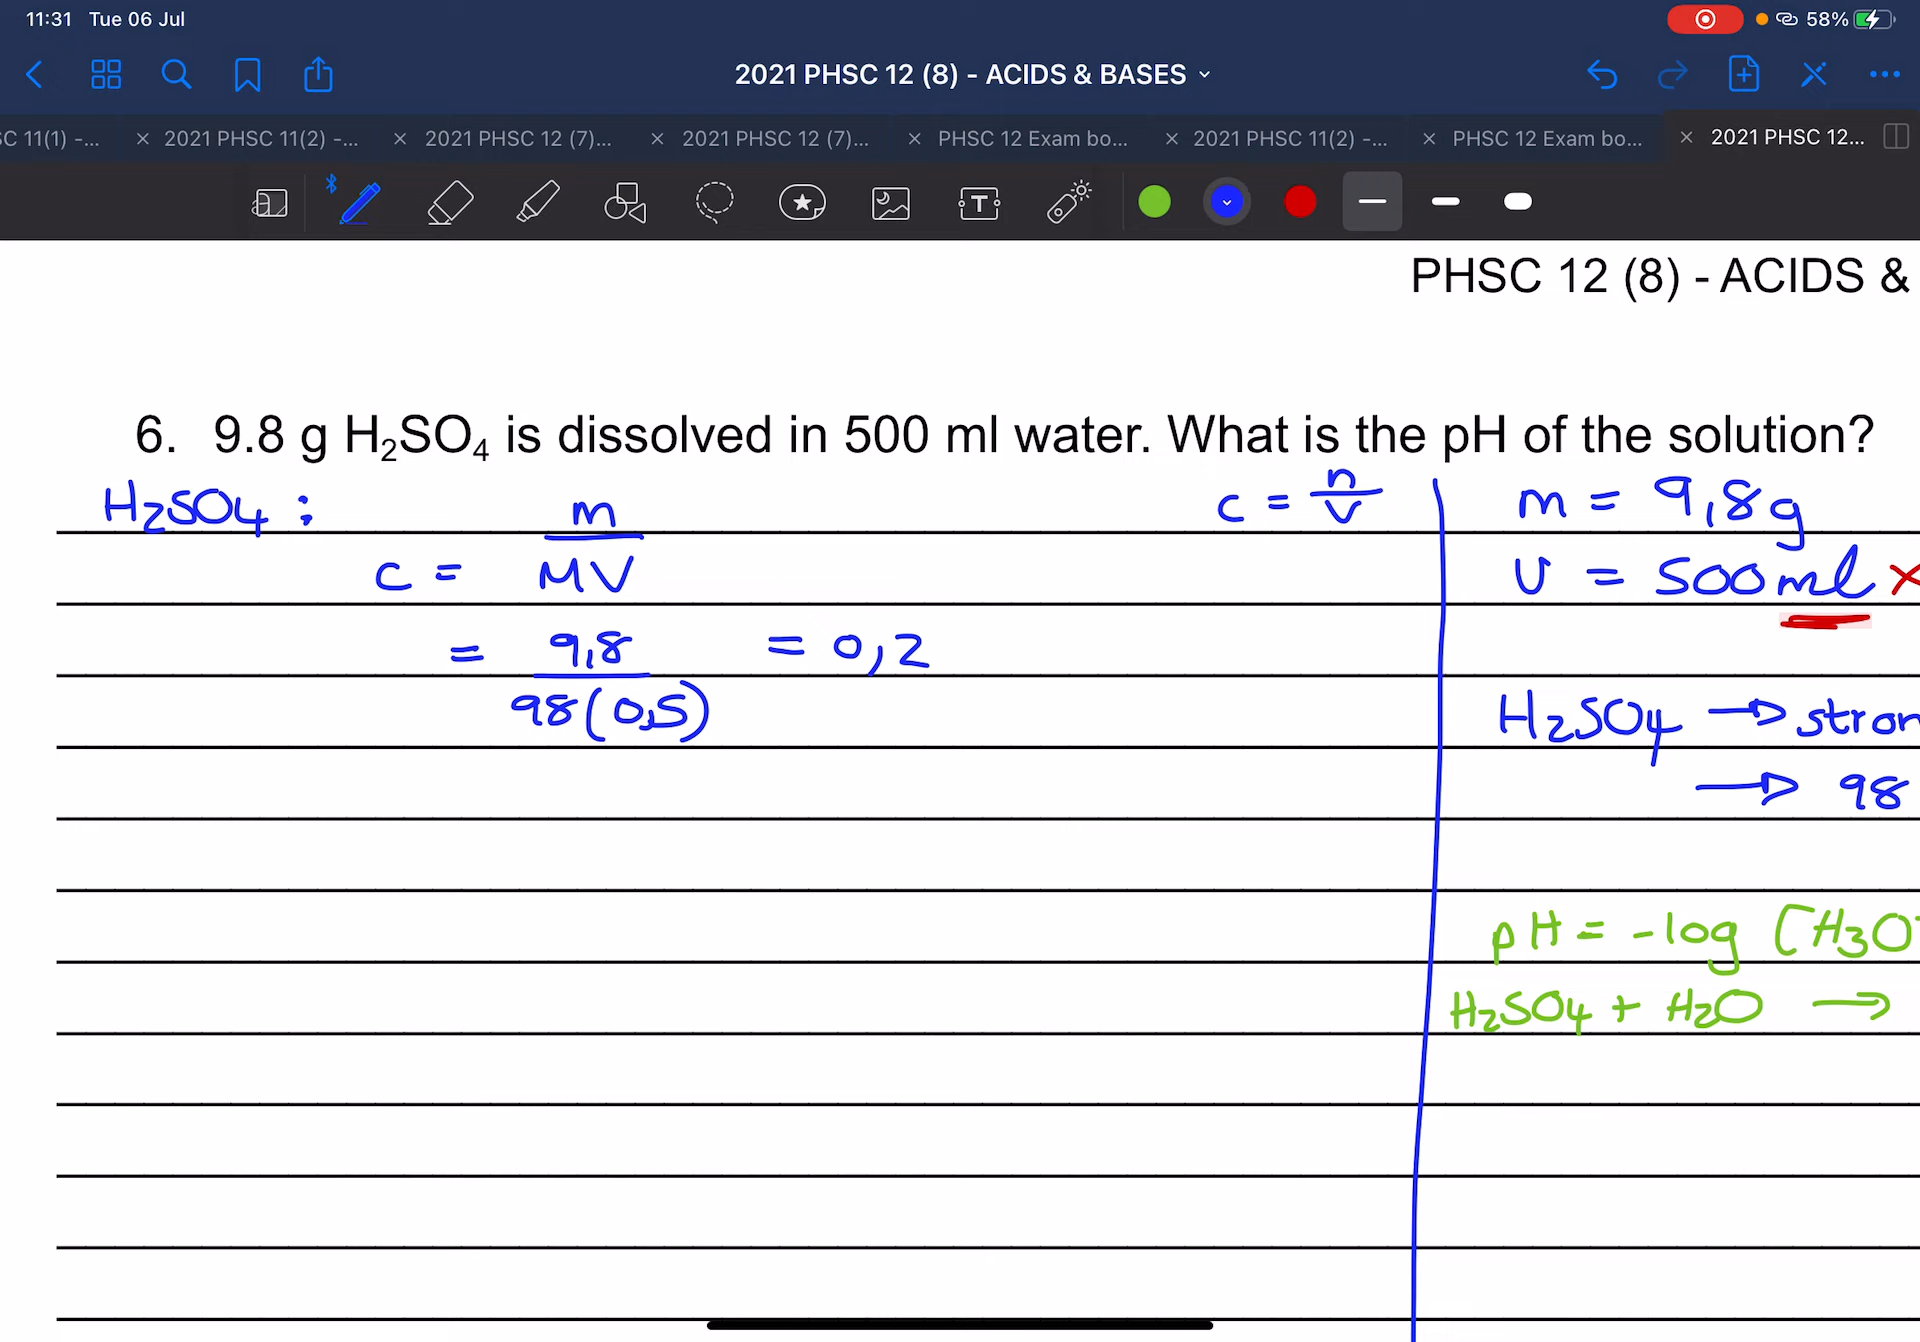 11:31 Tue 06 Jul 58%
2021 PHSC 12 (8) - ACIDS & BASES
SC 11(1) -... 2021 PHSC 11(2) -... 2021 PHSC 12 (7)... 2021 PHSC 12 (7)... PHSC 12 Exam bo... 2021 PHSC 11(2) -... PHSC 12 Exam bo... 2021 PHSC 12...
PHSC 12 (8) - ACIDS &
6. 9.8 g H₂SO₄ is dissolved in 500 ml water. What is the pH of the solution?
H₂SO₄ :
c = m / MV
= 9,8 / 98(0,5) = 0,2
c = n / V
m = 9,8g
V = 500ml ×
H₂SO₄ → stron
→ 98
pH = -log [H₃O⁺
H₂SO₄ + H₂O →